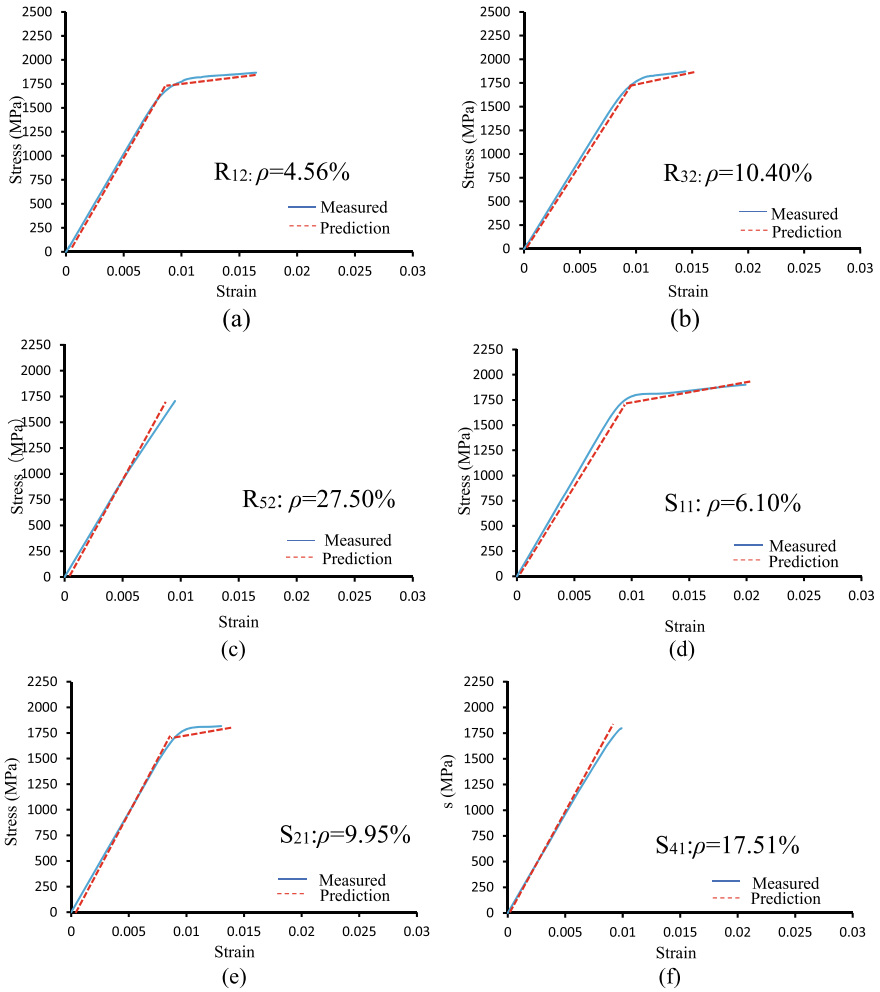 2500
2250
2000
1750
1500
1250
1000
750
500
250
0
Stress (MPa)
0 0.005 0.01 0.015 0.02 0.025 0.03
Strain
R12: ρ=4.56%
Measured
Prediction
(a)
2500
2250
2000
1750
1500
1250
1000
750
500
250
0
Stress (MPa)
0 0.005 0.01 0.015 0.02 0.025 0.03
Strain
R32: ρ=10.40%
Measured
Prediction
(b)
2250
2000
1750
1500
1250
1000
750
500
250
0
Stress (MPa)
0 0.005 0.01 0.015 0.02 0.025 0.03
Strain
R52: ρ=27.50%
Measured
Prediction
(c)
2250
2000
1750
1500
1250
1000
750
500
250
0
Stress (MPa)
0 0.005 0.01 0.015 0.02 0.025 0.03
Strain
S11: ρ=6.10%
Measured
Prediction
(d)
2250
2000
1750
1500
1250
1000
750
500
250
0
Stress (MPa)
0 0.005 0.01 0.015 0.02 0.025 0.03
Strain
S21:ρ=9.95%
Measured
Prediction
(e)
2250
2000
1750
1500
1250
1000
750
500
250
0
s (MPa)
0 0.005 0.01 0.015 0.02 0.025 0.03
Strain
S41:ρ=17.51%
Measured
Prediction
(f)